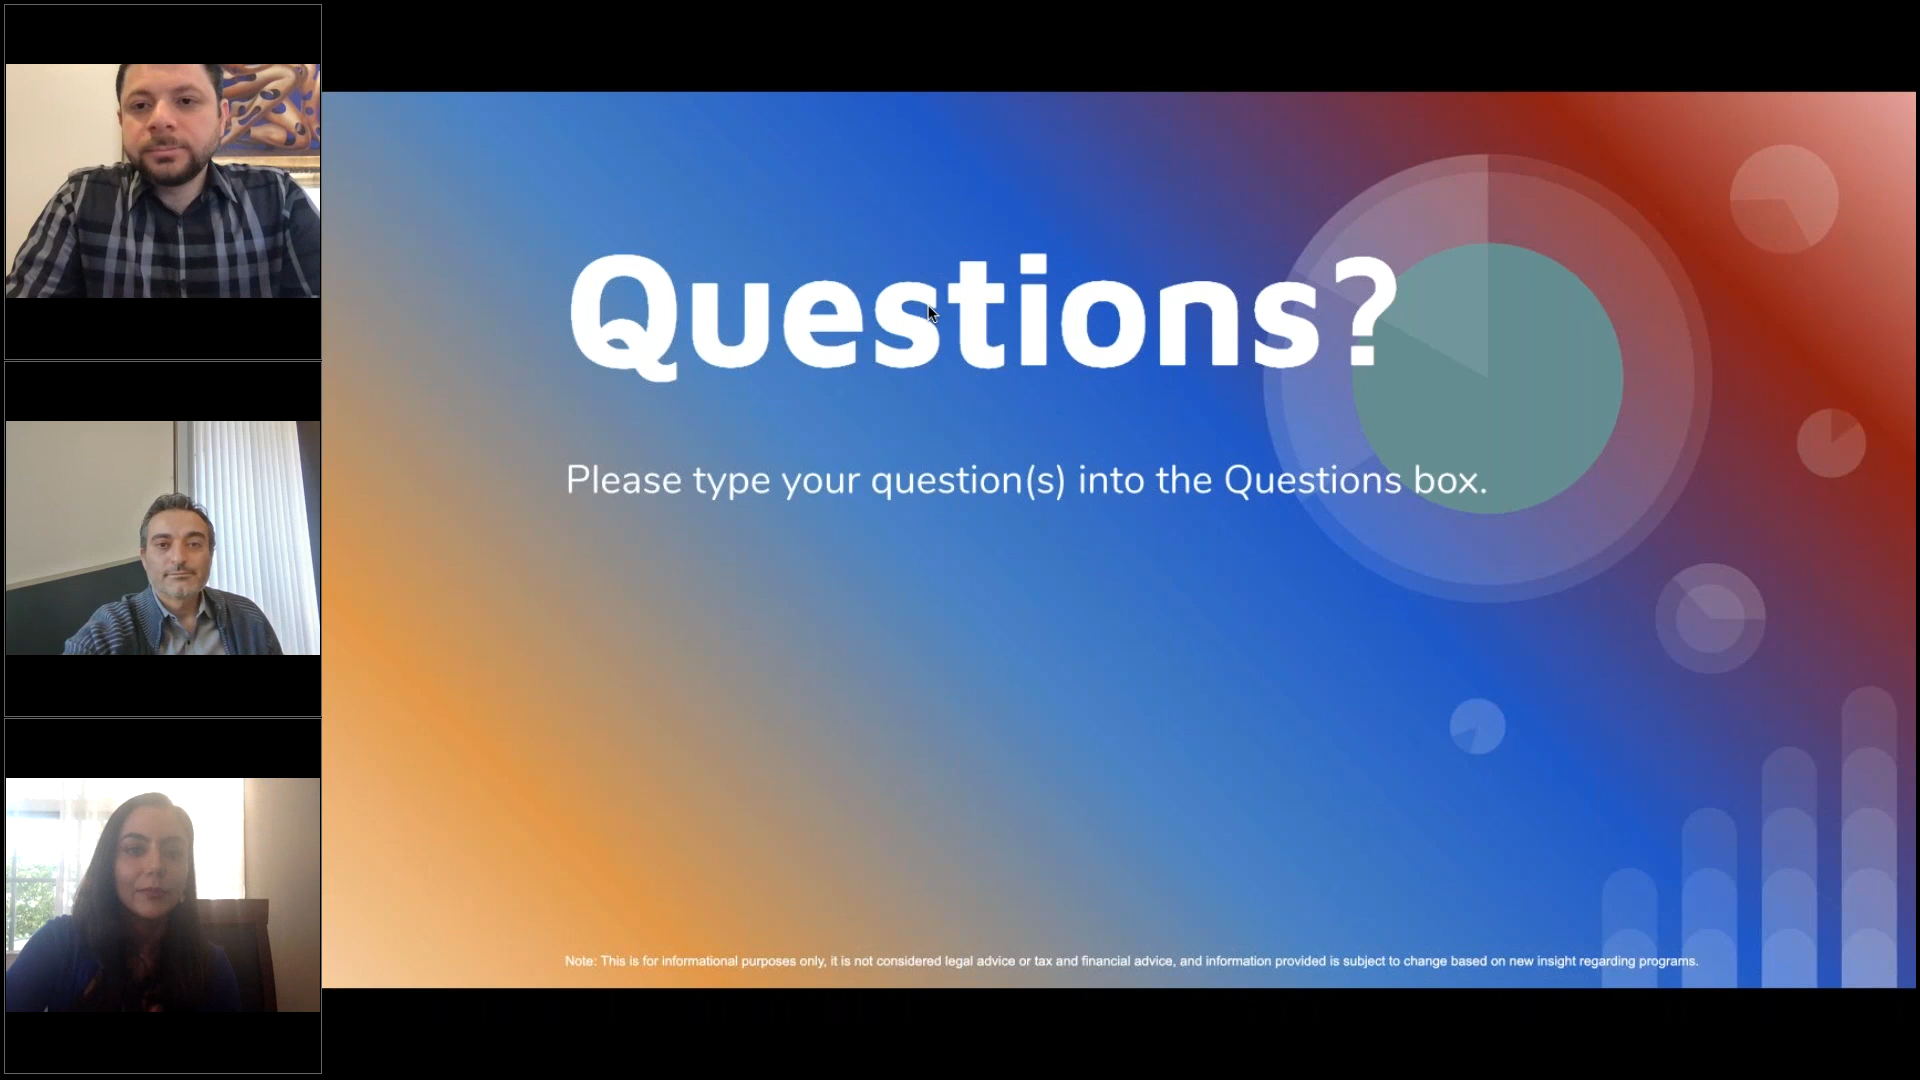 Questions?
Please type your question(s) into the Questions box.
Note: This is for informational purposes only, it is not considered legal advice or tax and financial advice, and information provided is subject to change based on new insight regarding programs.